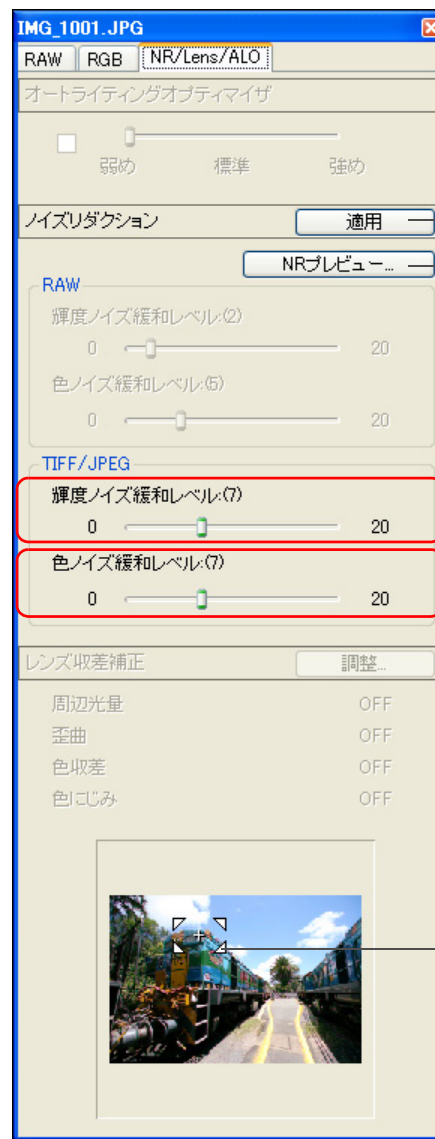 IMG_1001.JPG
RAW RGB NR/Lens/ALO
オートライティングオプティマイザ
弱め 標準 強め
ノイズリダクション 適用
NRプレビュー...
RAW
輝度ノイズ緩和レベル:(2)
0 20
色ノイズ緩和レベル:(5)
0 20
TIFF/JPEG
輝度ノイズ緩和レベル:(7)
0 20
色ノイズ緩和レベル:(7)
0 20
レンズ収差補正 調整...
周辺光量 OFF
歪曲 OFF
色収差 OFF
色にじみ OFF